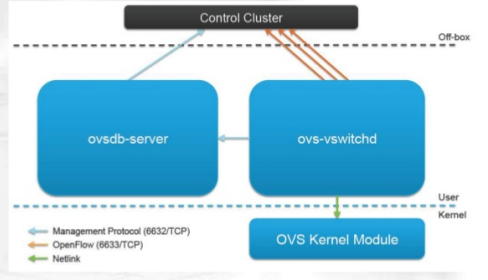 Control Cluster
Off-box
ovsdb-server
ovs-vswitchd
User
Kernel
Management Protocol (6632/TCP)
OpenFlow (6633/TCP)
Netlink
OVS Kernel Module